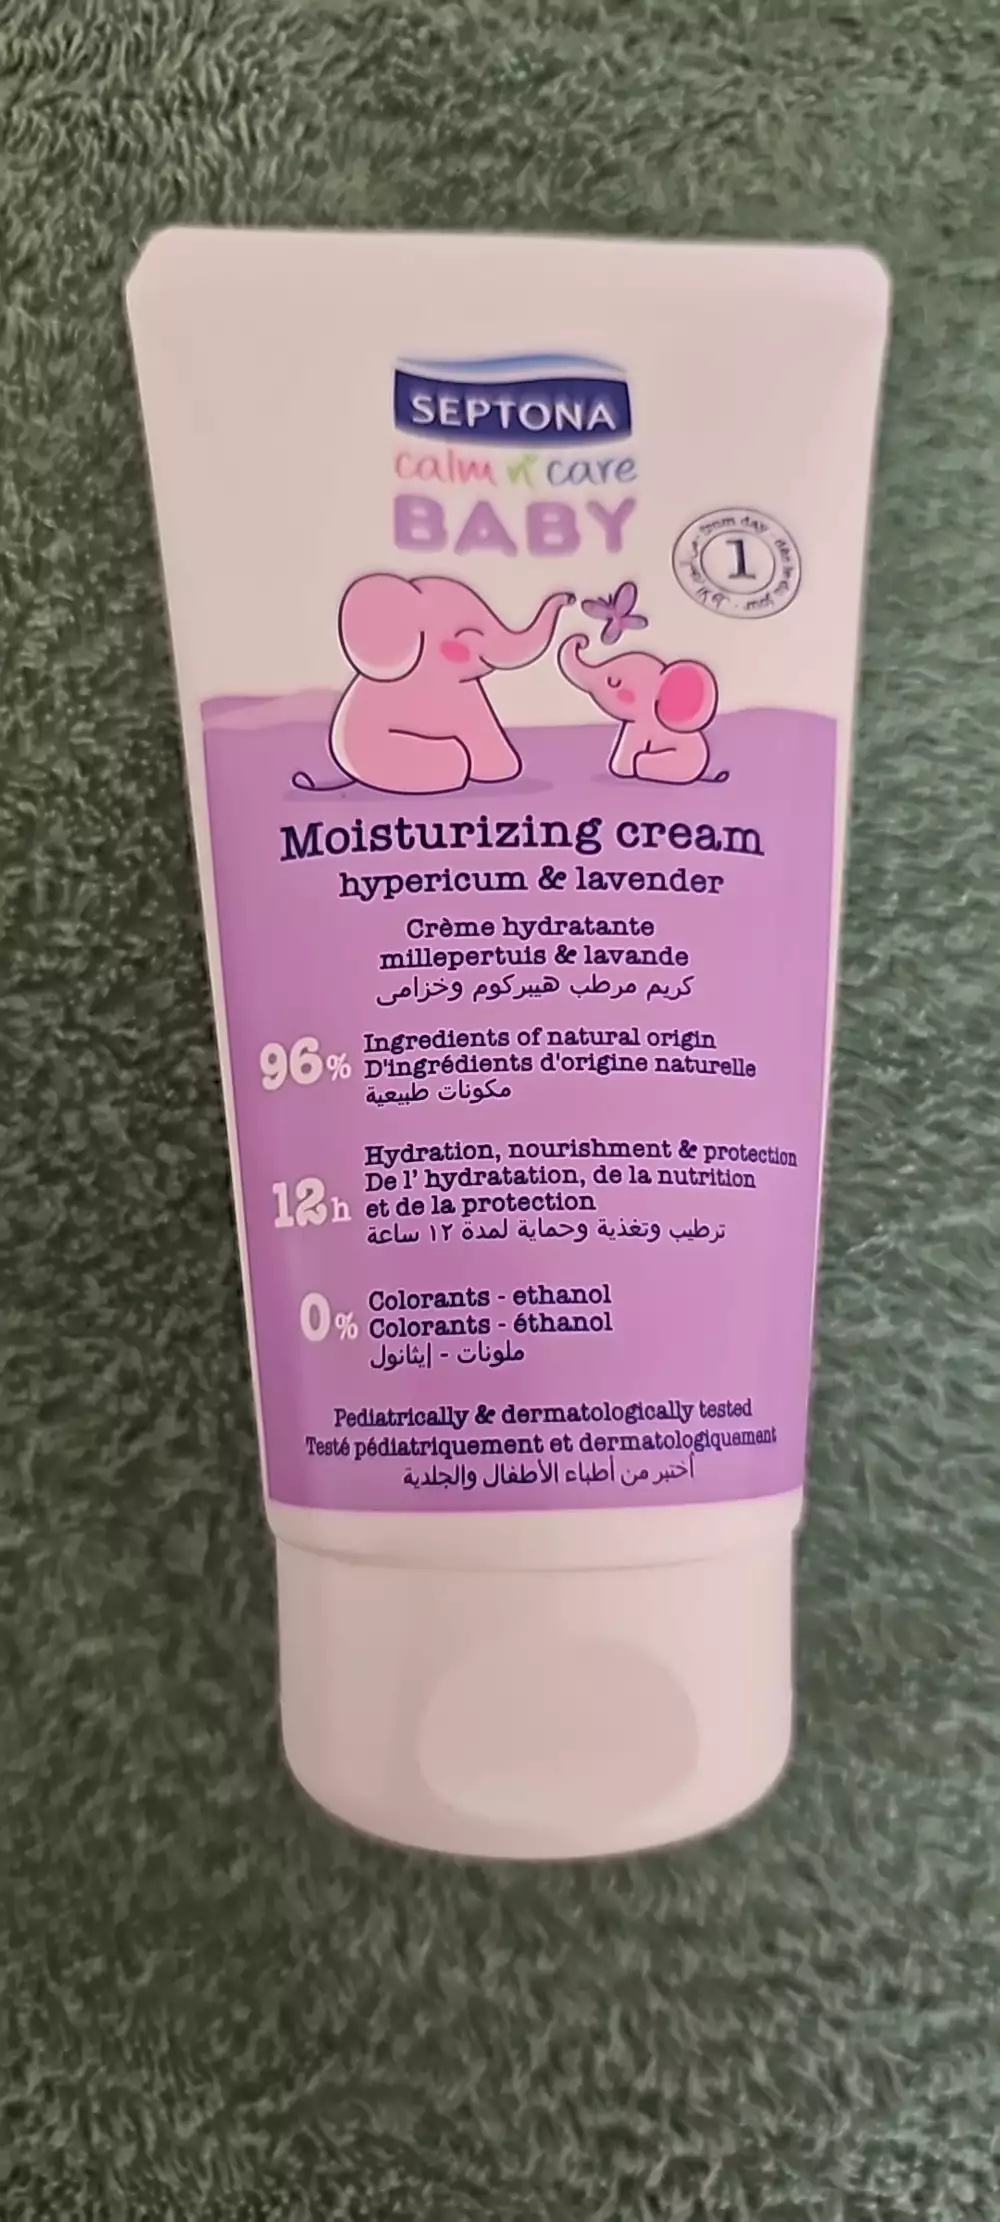 SEPTONA
calm n' care
BABY
from day
1
Moisturizing cream
hypericum & lavender
Crème hydratante
millepertuis & lavande
كريم مرطب هيبركوم وخزامى
96%
Ingredients of natural origin
D'ingrédients d'origine naturelle
مكونات طبيعية
12h
Hydration, nourishment & protection
De l' hydratation, de la nutrition
et de la protection
ترطيب وتغذية وحماية لمدة ١٢ ساعة
0%
Colorants - ethanol
Colorants - éthanol
ملونات - إيثانول
Pediatrically & dermatologically tested
Testé pédiatriquement et dermatologiquement
أختبر من أطباء الأطفال والجلدية